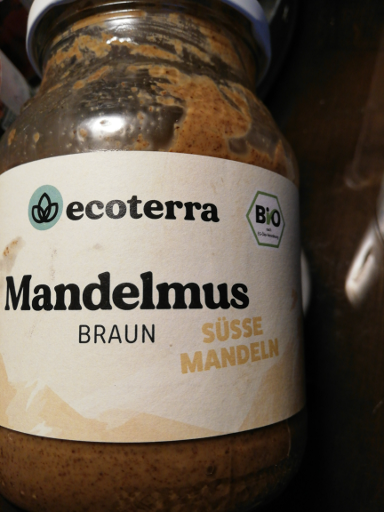 ecoterra
Bio
Mandelmus
BRAUN
SÜSSE
MANDELN